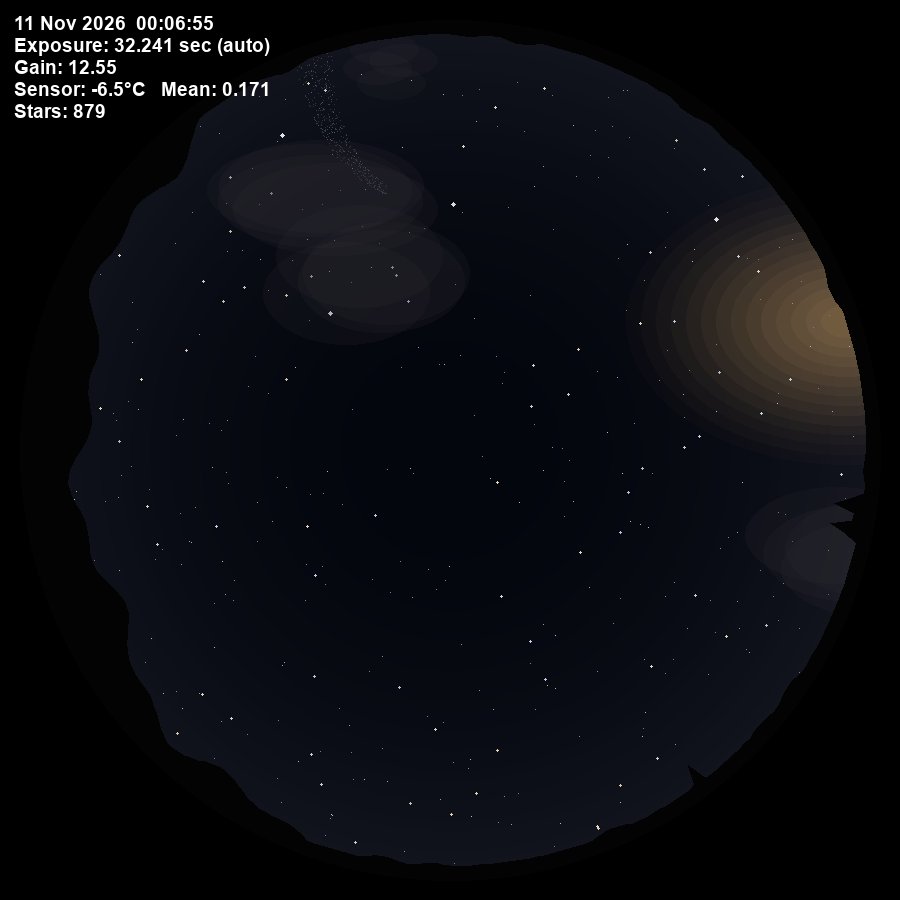 11 Nov 2026  00:06:55
Exposure: 32.241 sec (auto)
Gain: 12.55
Sensor: -6.5°C   Mean: 0.171
Stars: 879